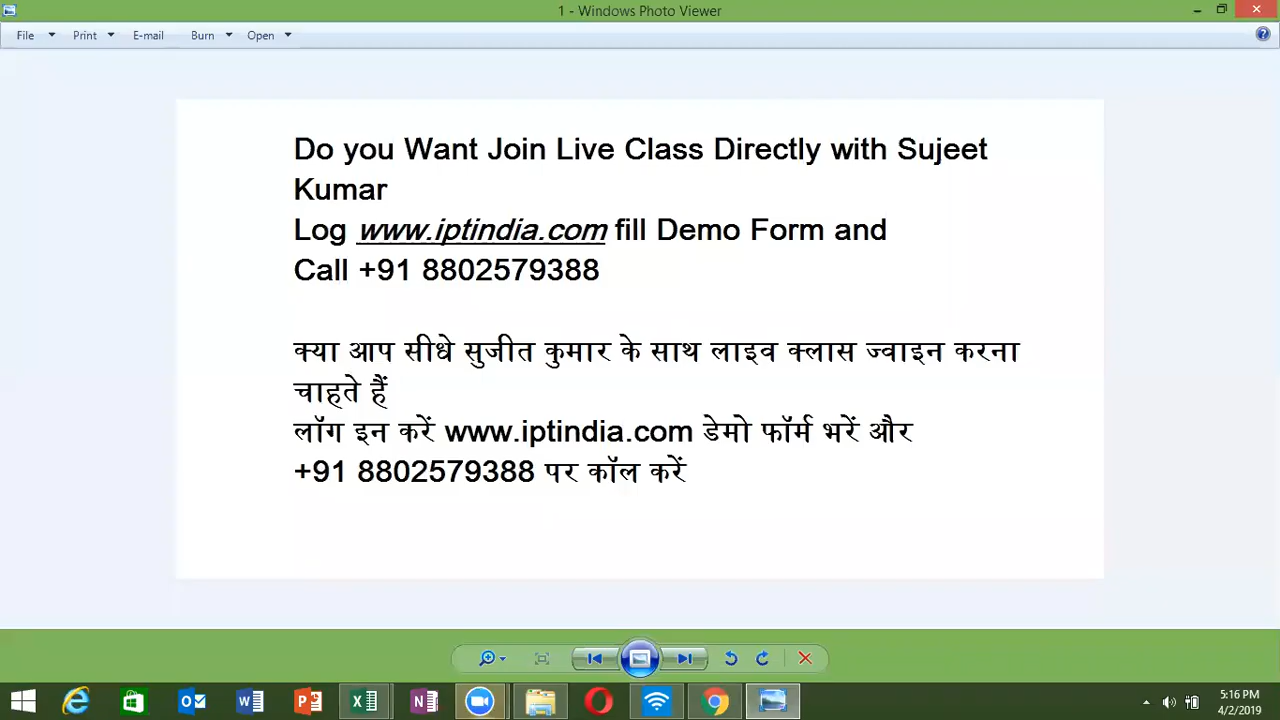 1 - Windows Photo Viewer
File Print E-mail Burn Open
Do you Want Join Live Class Directly with Sujeet
Kumar
Log www.iptindia.com fill Demo Form and
Call +91 8802579388
क्या आप सीधे सुजीत कुमार के साथ लाइव क्लास ज्वाइन करना
चाहते हैं
लॉग इन करें www.iptindia.com डेमो फॉर्म भरें और
+91 8802579388 पर कॉल करें
5:16 PM
4/2/2019